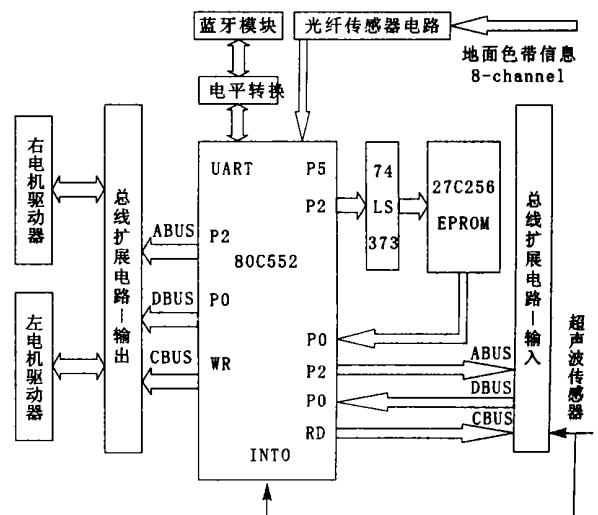 蓝牙模块
光纤传感器电路
地面色带信息
8-channel
电平转换
右电机驱动器
左电机驱动器
总线扩展电路—输出
ABUS
DBUS
CBUS
UART
P5
P2
P2
80C552
P0
WR
P0
P2
P0
RD
INTO
74
LS
373
27C256
EPROM
ABUS
DBUS
CBUS
总线扩展电路—输入
超声波传感器